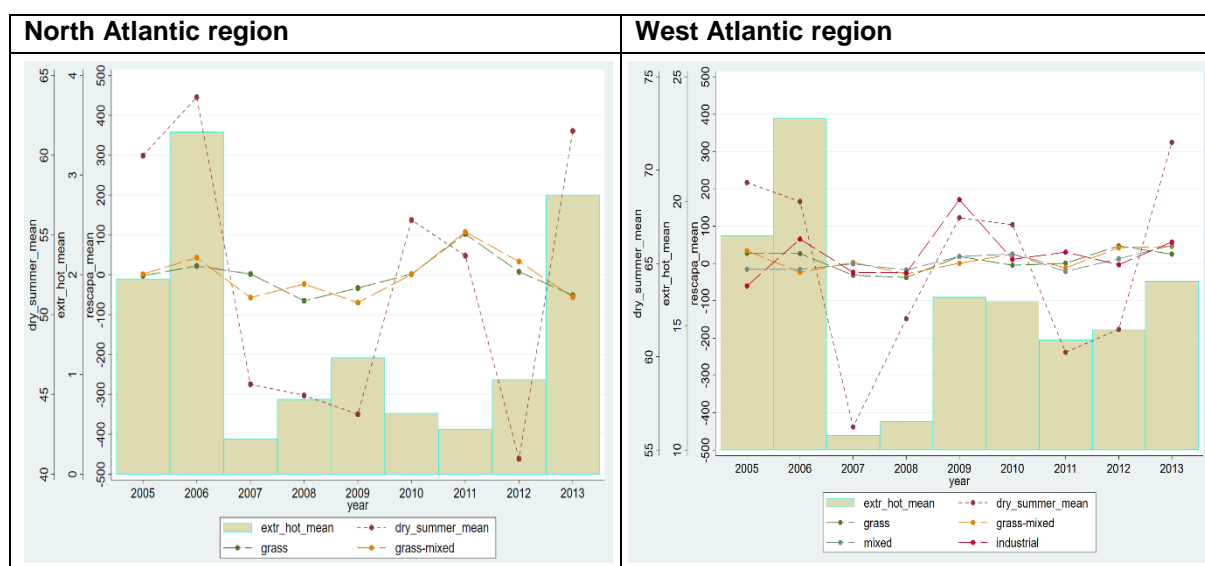 North Atlantic region
West Atlantic region
65
60
55
50
45
40
dry_summer_mean
4
3
2
1
0
extr_hot_mean
500
400
300
200
100
0
-100
-200
-300
-400
-500
rescapa_mean
2005 2006 2007 2008 2009 2010 2011 2012 2013
year
extr_hot_mean dry_summer_mean
grass grass-mixed
75
70
65
60
55
dry_summer_mean
25
20
15
10
extr_hot_mean
500
400
300
200
100
0
-100
-200
-300
-400
-500
rescapa_mean
2005 2006 2007 2008 2009 2010 2011 2012 2013
year
extr_hot_mean dry_summer_mean
grass grass-mixed
mixed industrial